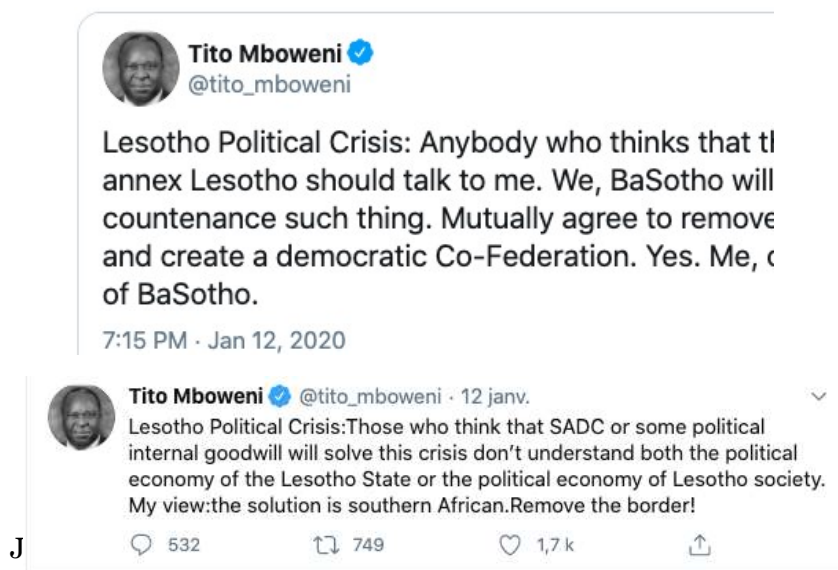 Tito Mboweni
@tito_mboweni
Lesotho Political Crisis: Anybody who thinks that
annex Lesotho should talk to me. We, BaSotho will
countenance such thing. Mutually agree to remove
and create a democratic Co-Federation. Yes. Me,
of BaSotho.
7:15 PM · Jan 12, 2020
Tito Mboweni @tito_mboweni · 12 janv.
Lesotho Political Crisis:Those who think that SADC or some political
internal goodwill will solve this crisis don't understand both the political
economy of the Lesotho State or the political economy of Lesotho society.
My view:the solution is southern African.Remove the border!
J 532 749 1,7 k